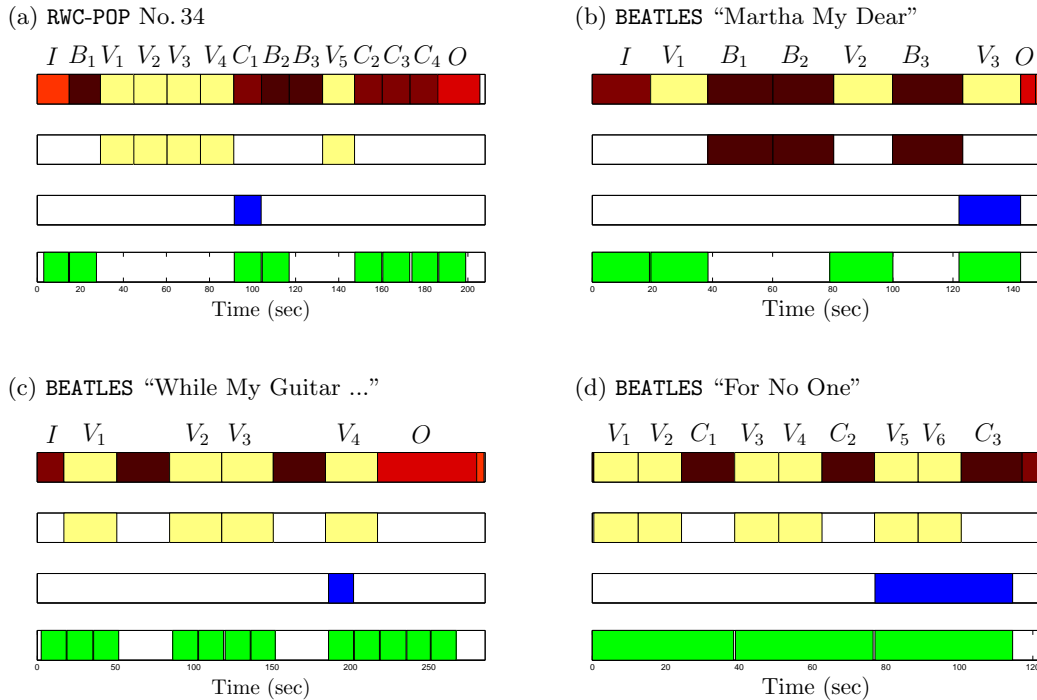 (a) RWC-POP No. 34
I B₁ V₁ V₂ V₃ V₄ C₁ B₂ B₃ V₅ C₂ C₃ C₄ O
0 20 40 60 80 100 120 140 160 180 200
Time (sec)
(b) BEATLES “Martha My Dear”
I V₁ B₁ B₂ V₂ B₃ V₃ O
0 20 40 60 80 100 120 140
Time (sec)
(c) BEATLES “While My Guitar ...”
I V₁ V₂ V₃ V₄ O
0 50 100 150 200 250
Time (sec)
(d) BEATLES “For No One”
V₁ V₂ C₁ V₃ V₄ C₂ V₅ V₆ C₃
0 20 40 60 80 100 120
Time (sec)